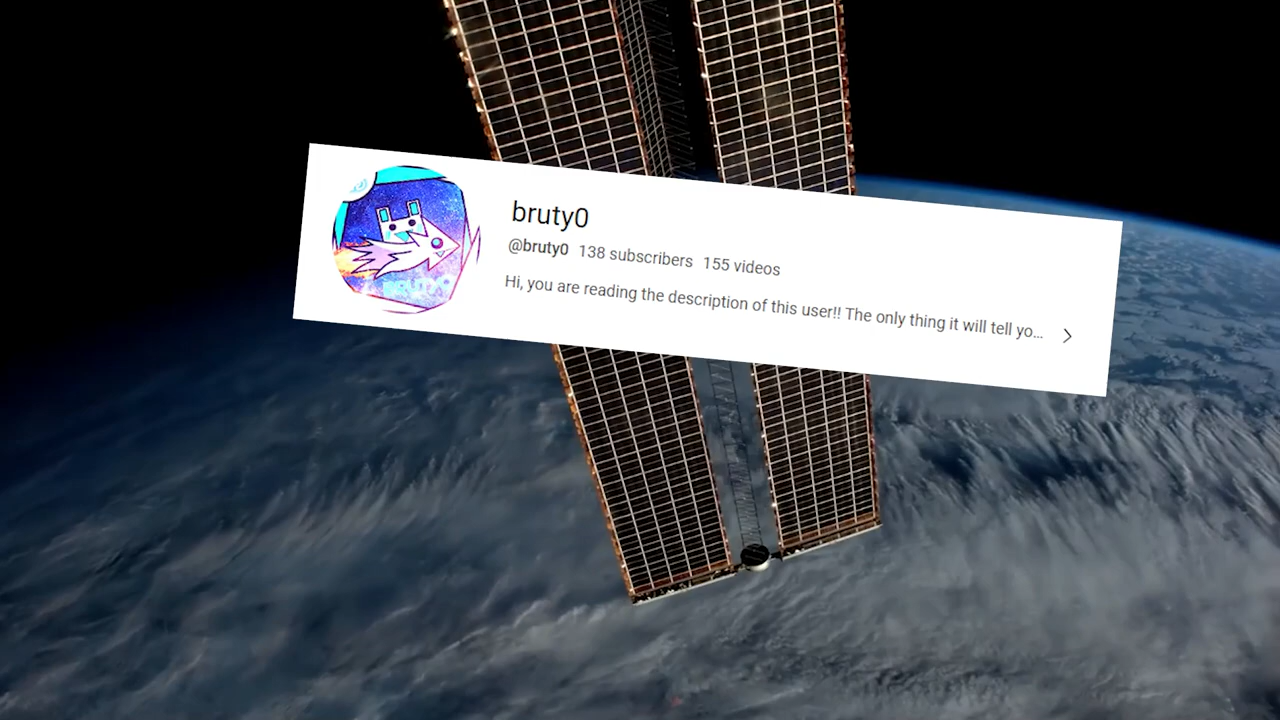 bruty0
@bruty0 138 subscribers 155 videos
Hi, you are reading the description of this user!! The only thing it will tell yo...
BRUTY0